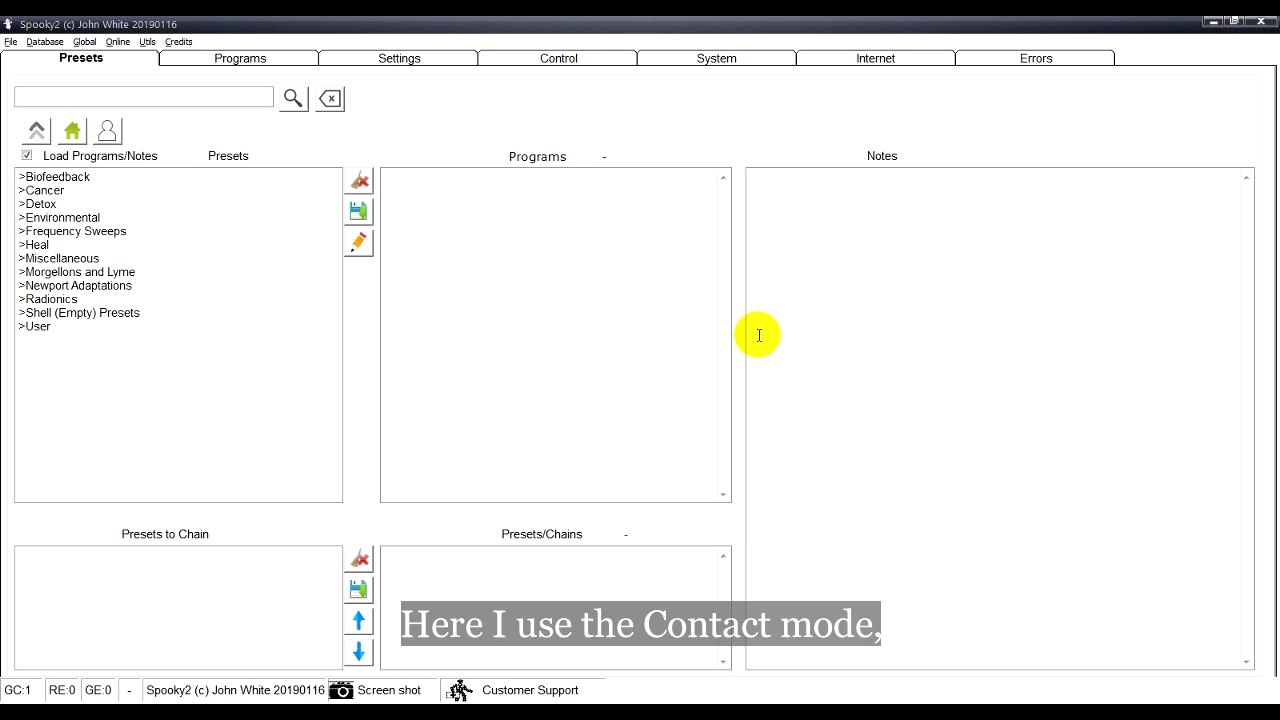 Spooky2 (c) John White 20190116
File Database Global Online Utils Credits
Presets Programs Settings Control System Internet Errors
Load Programs/Notes Presets Programs - Notes
>Biofeedback
>Cancer
>Detox
>Environmental
>Frequency Sweeps
>Heal
>Miscellaneous
>Morgellons and Lyme
>Newport Adaptations
>Radionics
>Shell (Empty) Presets
>User
Presets to Chain Presets/Chains -
Here I use the Contact mode,
GC:1 RE:0 GE:0 - Spooky2 (c) John White 20190116 Screen shot Customer Support